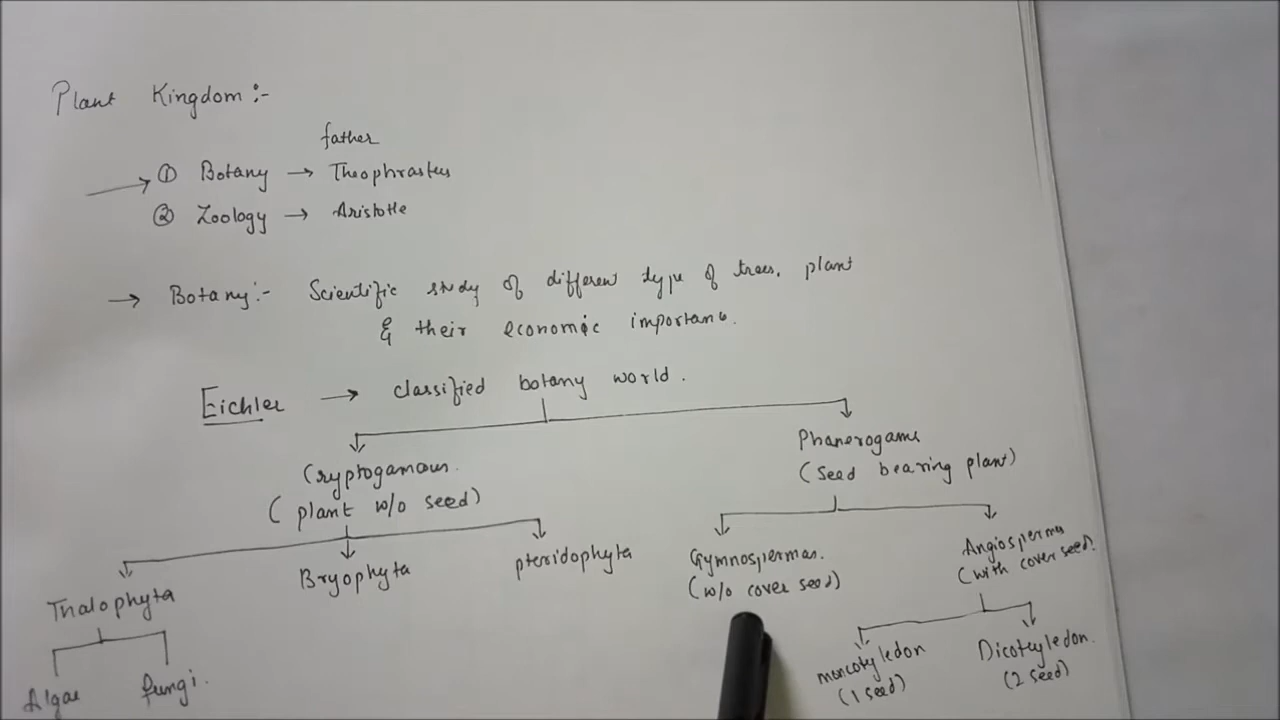 Plant Kingdom :-
father
① Botany → Theophrastus
② Zoology → Aristotle
→ Botany:- Scientific study of different type of trees, plant
& their economic importance.
Eichler → classified botany world.
Cryptogamous. Phanerogams
(plant w/o seed) (seed bearing plant)
Thalophyta Bryophyta pteridophyta Gymnospermas. Angiosperms
(w/o cover seed) (with cover seed)
Algae fungi. monocotyledon Dicotyledon.
(1 seed) (2 seed)